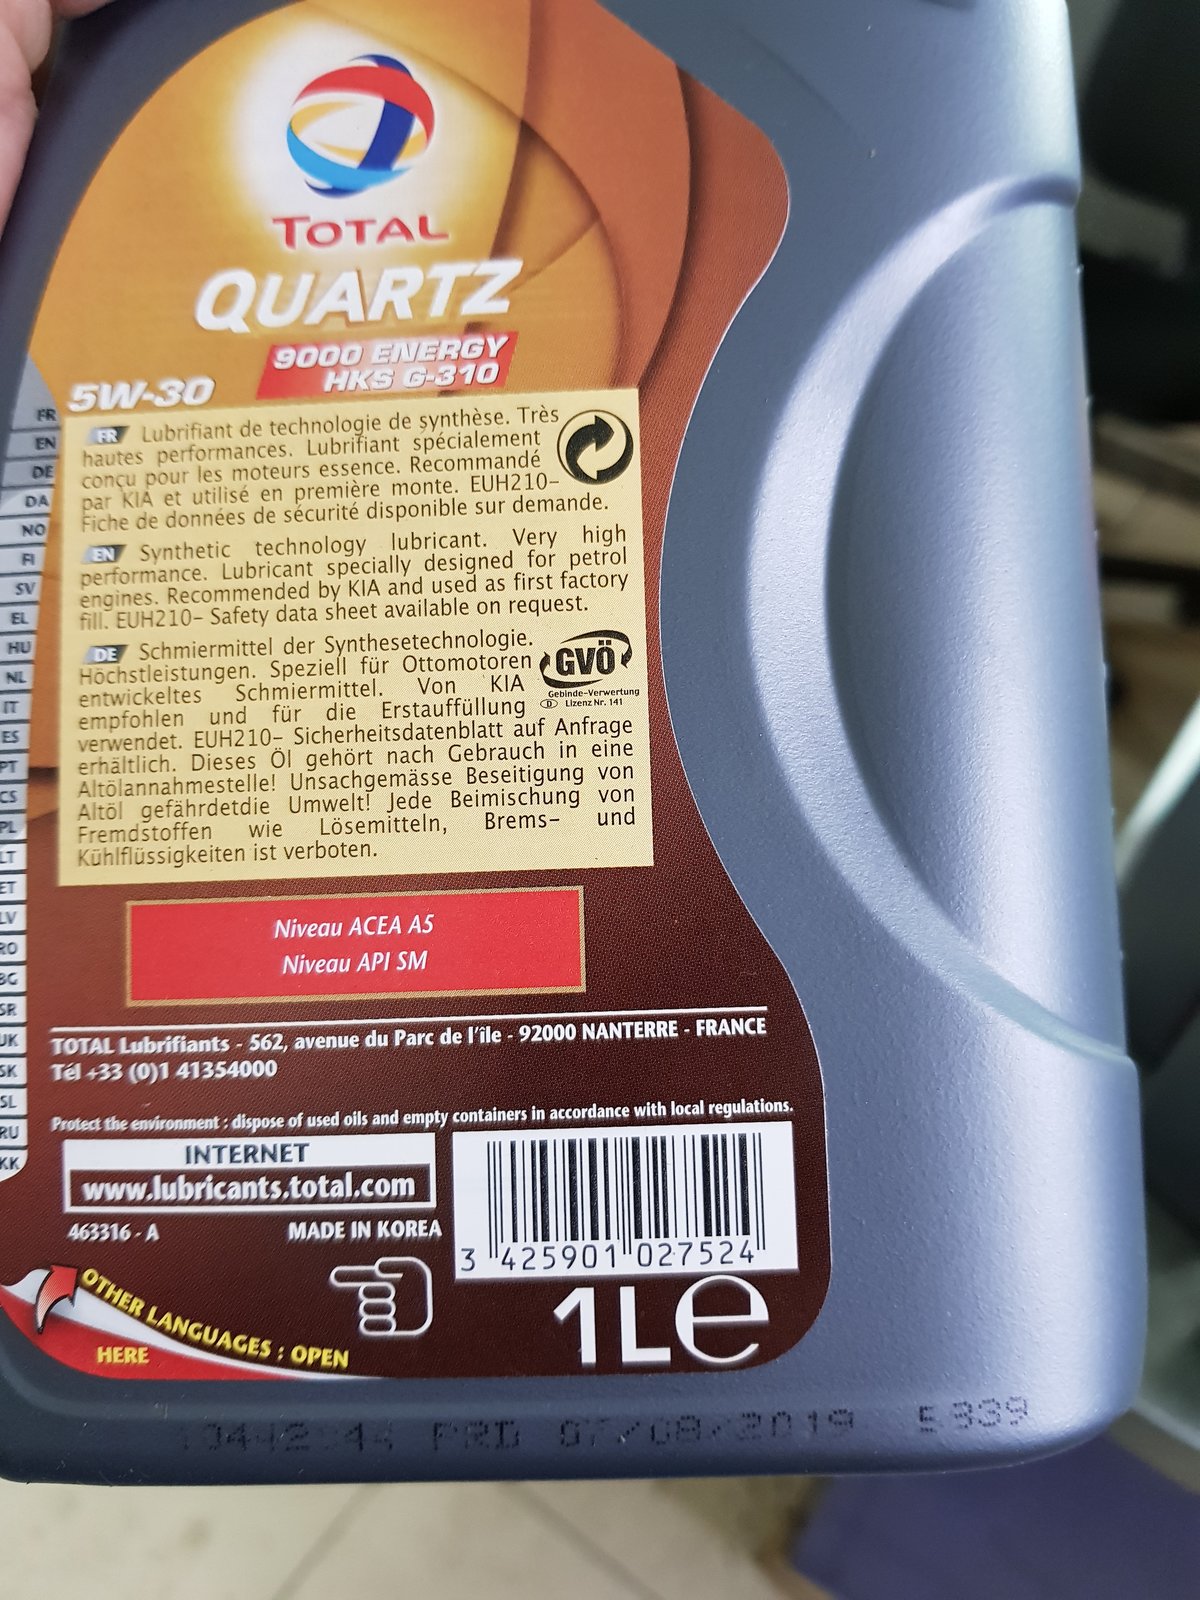 TOTAL
QUARTZ
9000 ENERGY
HKS G-310
5W-30
FR
EN
DE
DA
NO
FI
SV
EL
HU
NL
IT
ES
PT
CS
PL
LT
ET
LV
RO
BG
SR
UK
SK
SL
RU
KK
FR Lubrifiant de technologie de synthèse. Très
hautes performances. Lubrifiant spécialement
conçu pour les moteurs essence. Recommandé
par KIA et utilisé en première monte. EUH210-
Fiche de données de sécurité disponible sur demande.
EN Synthetic technology lubricant. Very high
performance. Lubricant specially designed for petrol
engines. Recommended by KIA and used as first factory
fill. EUH210- Safety data sheet available on request.
DE Schmiermittel der Synthesetechnologie.
Höchstleistungen. Speziell für Ottomotoren
entwickeltes Schmiermittel. Von KIA
empfohlen und für die Erstauffüllung
verwendet. EUH210- Sicherheitsdatenblatt auf Anfrage
erhältlich. Dieses Öl gehört nach Gebrauch in eine
Altölannahmestelle! Unsachgemässe Beseitigung von
Altöl gefährdetdie Umwelt! Jede Beimischung von
Fremdstoffen wie Lösemitteln, Brems- und
Kühlflüssigkeiten ist verboten.
GVÖ
Gebinde-Verwertung
D Lizenz Nr. 141
Niveau ACEA A5
Niveau API SM
TOTAL Lubrifiants - 562, avenue du Parc de l'île - 92000 NANTERRE - FRANCE
Tél +33 (0)1 41354000
Protect the environment : dispose of used oils and empty containers in accordance with local regulations.
INTERNET
www.lubricants.total.com
463316 - A MADE IN KOREA
3 425901 027524
1L e
OTHER LANGUAGES : OPEN
HERE
PRD 07/08/2019 5339